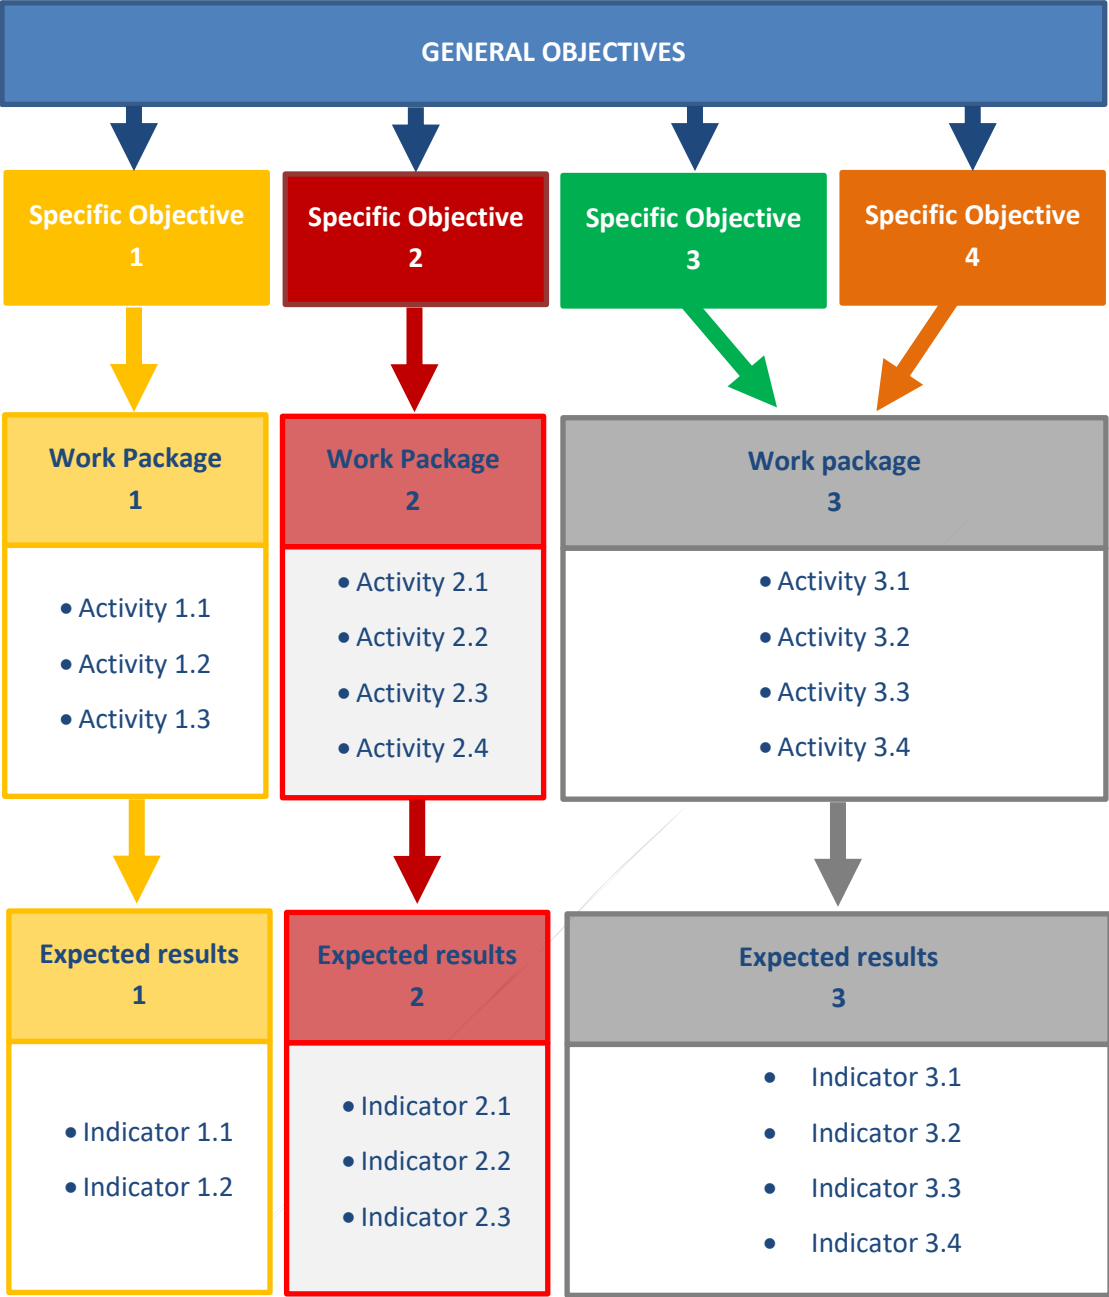 GENERAL OBJECTIVES
Specific Objective
1
Specific Objective
2
Specific Objective
3
Specific Objective
4
Work Package
1
• Activity 1.1
• Activity 1.2
• Activity 1.3
Work Package
2
• Activity 2.1
• Activity 2.2
• Activity 2.3
• Activity 2.4
Work package
3
• Activity 3.1
• Activity 3.2
• Activity 3.3
• Activity 3.4
Expected results
1
• Indicator 1.1
• Indicator 1.2
Expected results
2
• Indicator 2.1
• Indicator 2.2
• Indicator 2.3
Expected results
3
• Indicator 3.1
• Indicator 3.2
• Indicator 3.3
• Indicator 3.4